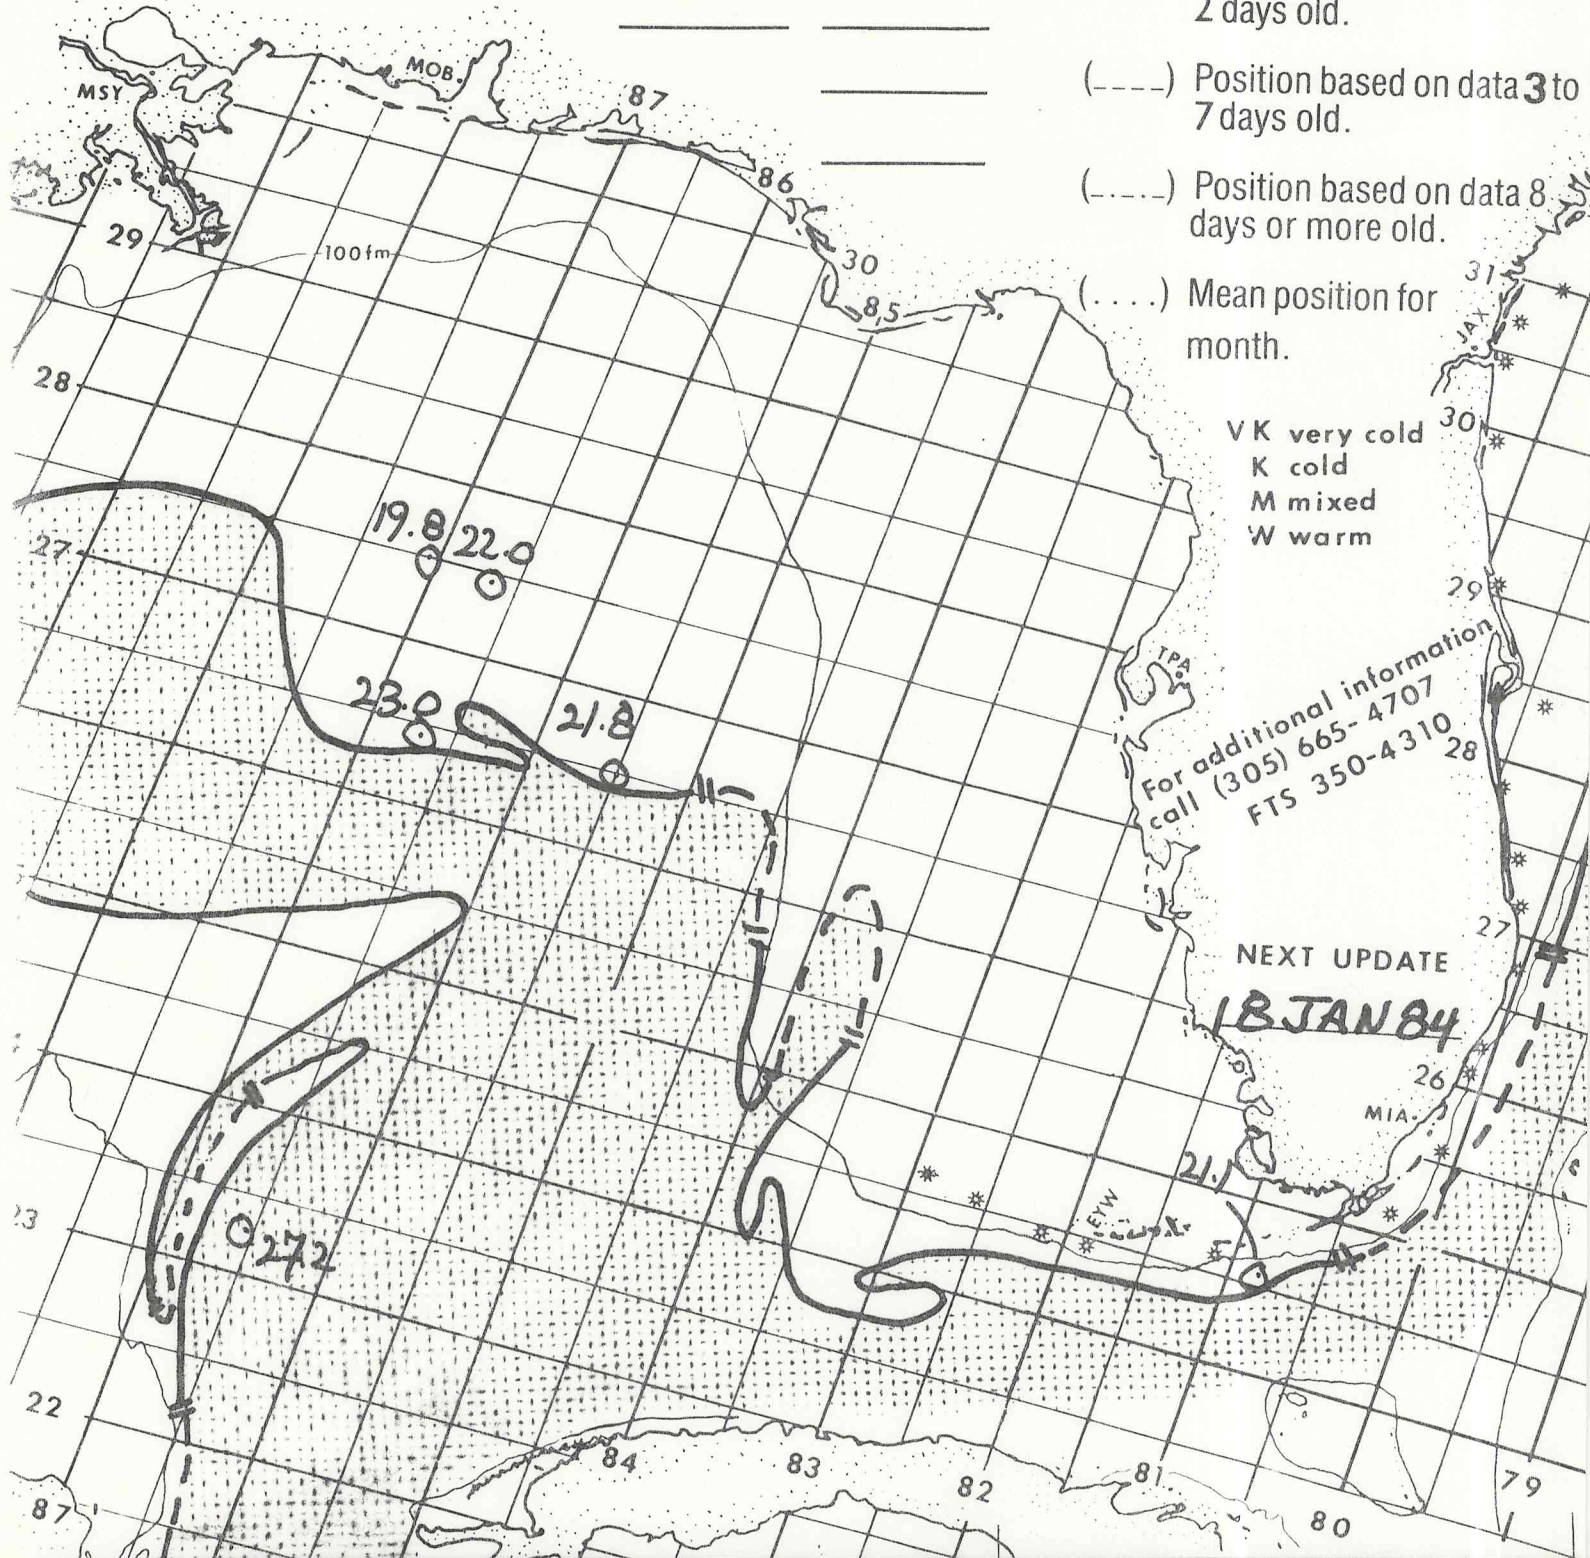 2 days old.
(----) Position based on data 3 to
7 days old.
(_.._._) Position based on data 8
days or more old.
(....) Mean position for
month.
MSY
MOB.
87
86
30
85
29
100fm
31
JAX
28
30
VK very cold
K cold
M mixed
W warm
19.8
22.0
27
29
TPA
For additional information
call (305) 665-4707
FTS 350-4310
28
23.0
21.8
27
NEXT UPDATE
18 JAN 84
26
MIA.
21.1
EYW
23
27.2
22
84
83
82
81
79
80
87